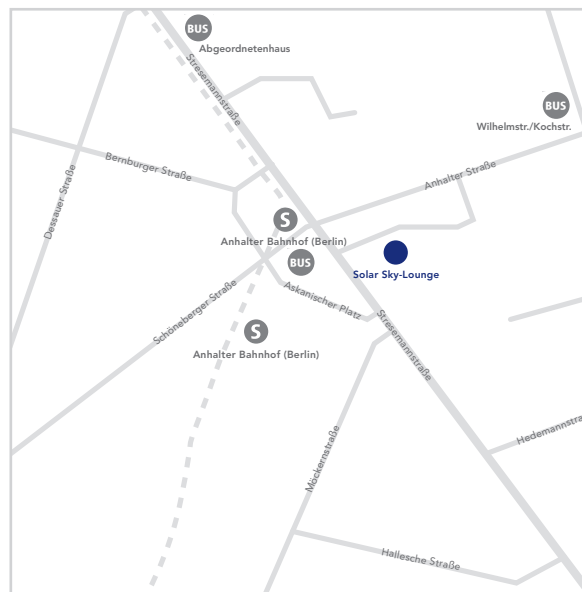 BUS
Abgeordnetenhaus
Stresemannstraße
BUS
Wilhelmstr./Kochstr.
Bernburger Straße
Anhalter Straße
Dessauer Straße
S
Anhalter Bahnhof (Berlin)
BUS
Solar Sky-Lounge
Schöneberger Straße
Askanischer Platz
S
Anhalter Bahnhof (Berlin)
Stresemannstraße
Hedemannstra
Möckernstraße
Hallesche Straße